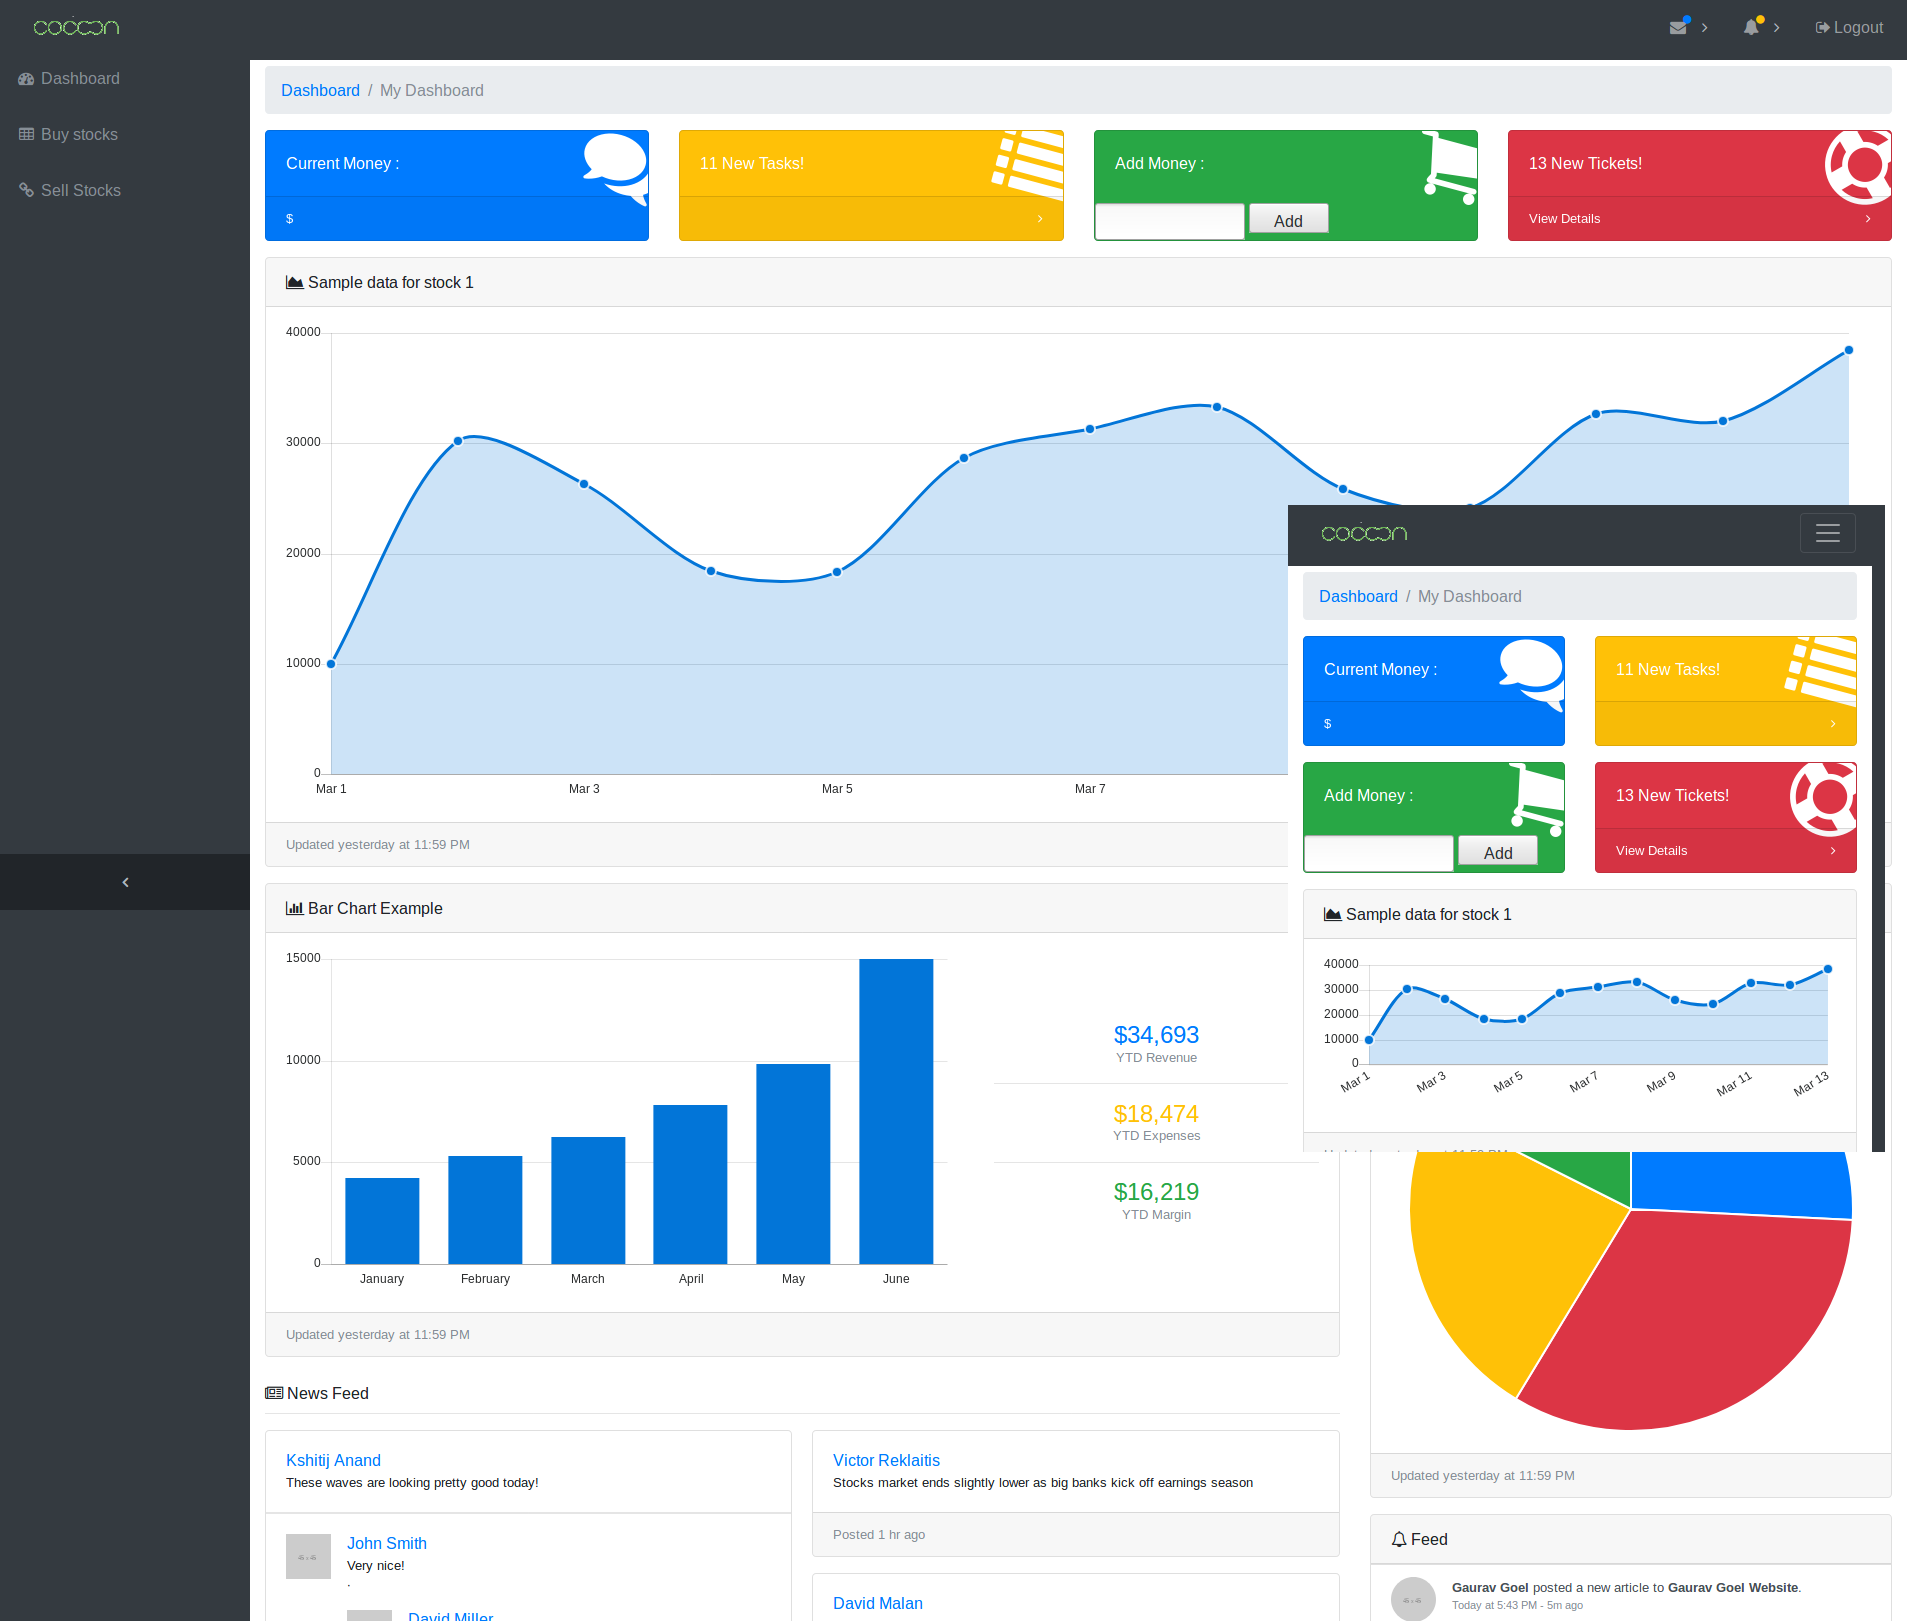 cocoon
Logout
Dashboard
Buy stocks
Sell Stocks
Dashboard / My Dashboard
Current Money :
$
11 New Tasks!
Add Money :
Add
13 New Tickets!
View Details
Sample data for stock 1
40000
30000
20000
10000
0
Mar 1 Mar 3 Mar 5 Mar 7
Updated yesterday at 11:59 PM
Bar Chart Example
15000
10000
5000
0
January February March April May June
$34,693
YTD Revenue
$18,474
YTD Expenses
$16,219
YTD Margin
Updated yesterday at 11:59 PM
cocoon
Dashboard / My Dashboard
Current Money :
$
11 New Tasks!
Add Money :
Add
13 New Tickets!
View Details
Sample data for stock 1
40000
30000
20000
10000
0
Mar 1 Mar 3 Mar 5 Mar 7 Mar 9 Mar 11 Mar 13
Updated yesterday at 11:59 PM
News Feed
Kshitij Anand
These waves are looking pretty good today!
John Smith
Very nice!
.
David Miller
Victor Reklaitis
Stocks market ends slightly lower as big banks kick off earnings season
Posted 1 hr ago
David Malan
Feed
Gaurav Goel posted a new article to Gaurav Goel Website.
Today at 5:43 PM - 5m ago